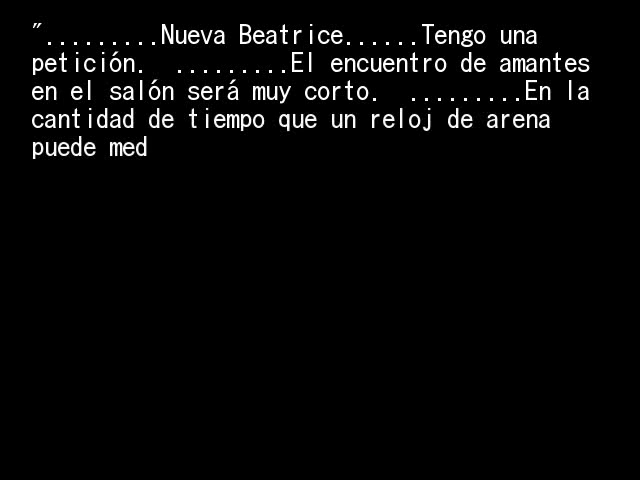 ".........Nueva Beatrice......Tengo una
petición.  .........El encuentro de amantes
en el salón será muy corto.  .........En la
cantidad de tiempo que un reloj de arena
puede med